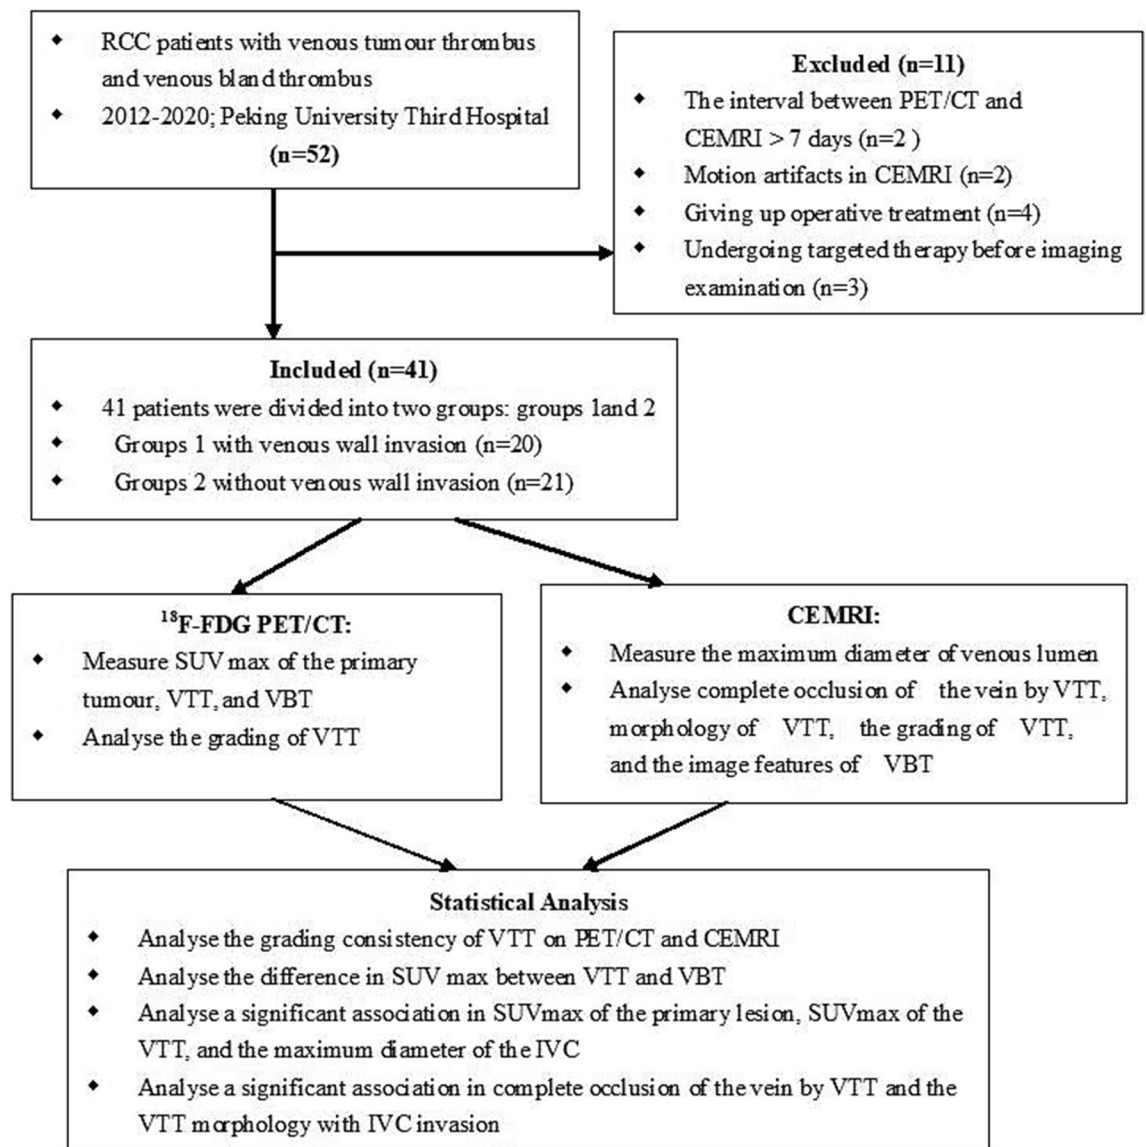 ◆ RCC patients with venous tumour thrombus
and venous bland thrombus
◆ 2012-2020; Peking University Third Hospital
(n=52)
Excluded (n=11)
◆ The interval between PET/CT and
CEMRI > 7 days (n=2 )
◆ Motion artifacts in CEMRI (n=2)
◆ Giving up operative treatment (n=4)
◆ Undergoing targeted therapy before imaging
examination (n=3)
Included (n=41)
◆ 41 patients were divided into two groups: groups 1and 2
◆ Groups 1 with venous wall invasion (n=20)
◆ Groups 2 without venous wall invasion (n=21)
¹⁸F-FDG PET/CT:
◆ Measure SUV max of the primary
tumour, VTT, and VBT
◆ Analyse the grading of VTT
CEMRI:
◆ Measure the maximum diameter of venous lumen
◆ Analyse complete occlusion of the vein by VTT,
morphology of VTT, the grading of VTT,
and the image features of VBT
Statistical Analysis
◆ Analyse the grading consistency of VTT on PET/CT and CEMRI
◆ Analyse the difference in SUV max between VTT and VBT
◆ Analyse a significant association in SUVmax of the primary lesion, SUVmax of the
VTT, and the maximum diameter of the IVC
◆ Analyse a significant association in complete occlusion of the vein by VTT and the
VTT morphology with IVC invasion